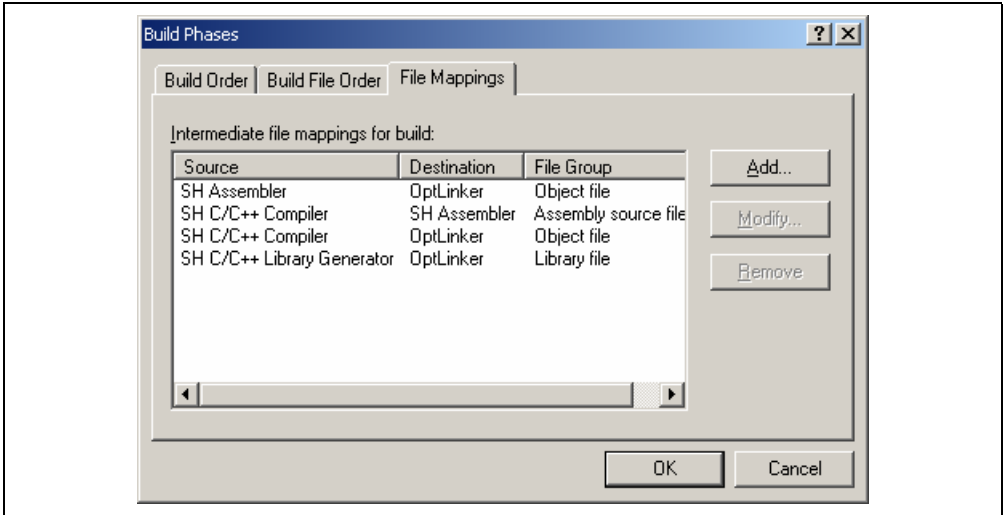 Build Phases
Build Order Build File Order File Mappings
Intermediate file mappings for build:
Source Destination File Group
SH Assembler OptLinker Object file
SH C/C++ Compiler SH Assembler Assembly source file
SH C/C++ Compiler OptLinker Object file
SH C/C++ Library Generator OptLinker Library file
Add...
Modify...
Remove
OK Cancel